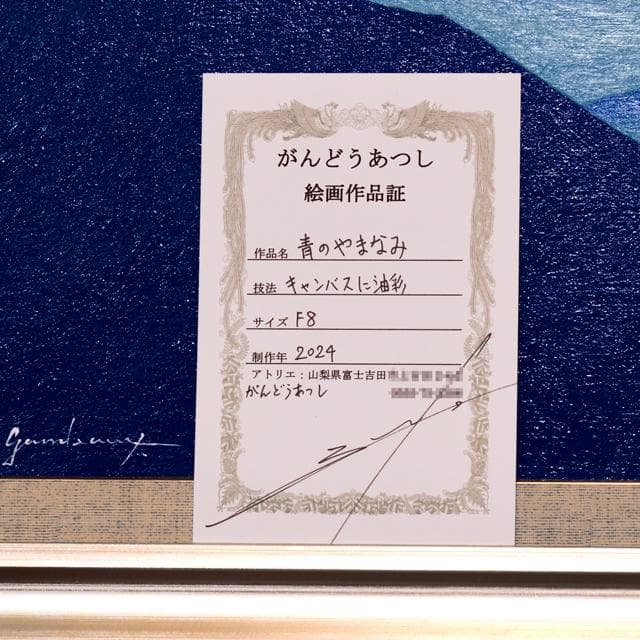 がんどうあつし
絵画作品証
作品名 青のやまなみ
技法 キャンバスに油彩
サイズ F8
制作年 2024
アトリエ：山梨県富士吉田
がんどうあつし